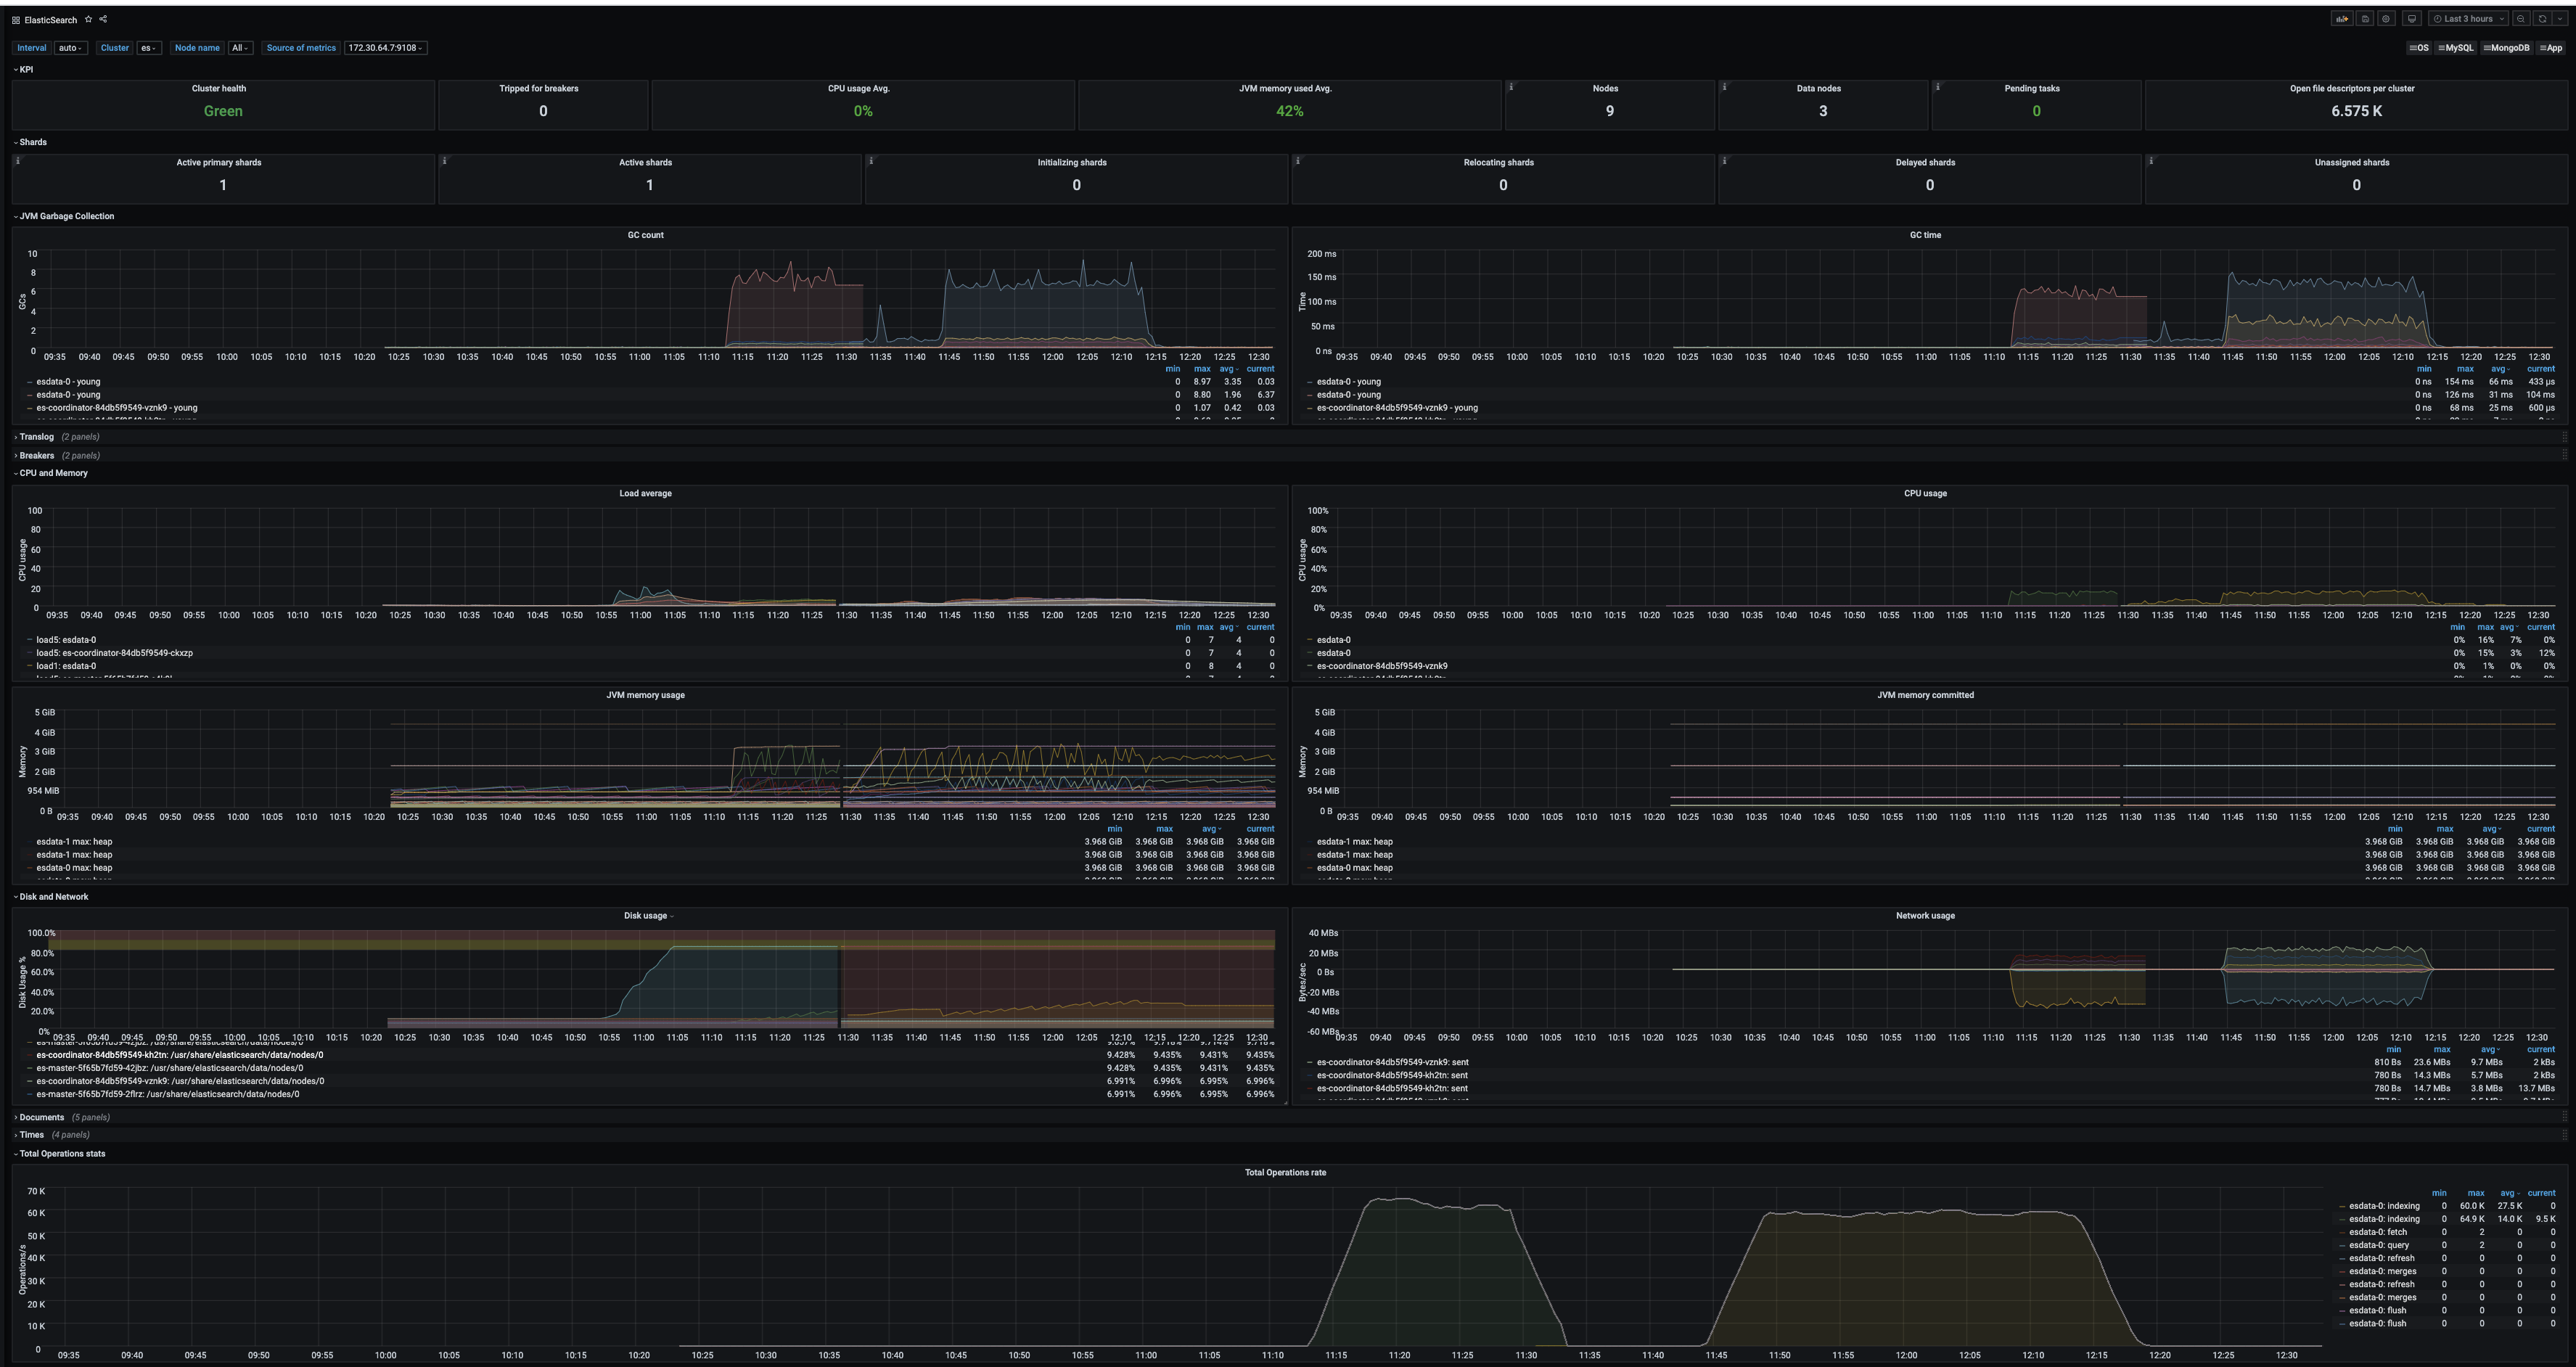 ElasticSearch
Last 3 hours
Interval auto Cluster es Node name All Source of metrics 172.30.64.7:9108
OS MySQL MongoDB App
KPI
Cluster health Tripped for breakers CPU usage Avg. JVM memory used Avg. Nodes Data nodes Pending tasks Open file descriptors per cluster
Green 0 0% 42% 9 3 0 6.575 K
Shards
Active primary shards Active shards Initializing shards Relocating shards Delayed shards Unassigned shards
1 1 0 0 0 0
JVM Garbage Collection
GC count
10
8
6
4
2
0
GCs
09:35 09:40 09:45 09:50 09:55 10:00 10:05 10:10 10:15 10:20 10:25 10:30 10:35 10:40 10:45 10:50 10:55 11:00 11:05 11:10 11:15 11:20 11:25 11:30 11:35 11:40 11:45 11:50 11:55 12:00 12:05 12:10 12:15 12:20 12:25 12:30
min max avg current
esdata-0 - young 0 8.97 3.35 0.03
esdata-0 - young 0 8.80 1.96 6.37
es-coordinator-84db5f9549-vznk9 - young 0 1.07 0.42 0.03
GC time
200 ms
150 ms
100 ms
50 ms
0 ns
Time
09:35 09:40 09:45 09:50 09:55 10:00 10:05 10:10 10:15 10:20 10:25 10:30 10:35 10:40 10:45 10:50 10:55 11:00 11:05 11:10 11:15 11:20 11:25 11:30 11:35 11:40 11:45 11:50 11:55 12:00 12:05 12:10 12:15 12:20 12:25 12:30
min max avg current
esdata-0 - young 0 ns 154 ms 66 ms 433 µs
esdata-0 - young 0 ns 126 ms 31 ms 104 ms
es-coordinator-84db5f9549-vznk9 - young 0 ns 68 ms 25 ms 600 µs
Translog (2 panels)
Breakers (2 panels)
CPU and Memory
Load average
100
80
60
40
20
0
CPU usage
09:35 09:40 09:45 09:50 09:55 10:00 10:05 10:10 10:15 10:20 10:25 10:30 10:35 10:40 10:45 10:50 10:55 11:00 11:05 11:10 11:15 11:20 11:25 11:30 11:35 11:40 11:45 11:50 11:55 12:00 12:05 12:10 12:15 12:20 12:25 12:30
min max avg current
load5: esdata-0 0 7 4 0
load5: es-coordinator-84db5f9549-ckxzp 0 7 4 0
load1: esdata-0 0 8 4 0
CPU usage
100%
80%
60%
40%
20%
0%
CPU usage
09:35 09:40 09:45 09:50 09:55 10:00 10:05 10:10 10:15 10:20 10:25 10:30 10:35 10:40 10:45 10:50 10:55 11:00 11:05 11:10 11:15 11:20 11:25 11:30 11:35 11:40 11:45 11:50 11:55 12:00 12:05 12:10 12:15 12:20 12:25 12:30
min max avg current
esdata-0 0% 16% 7% 0%
esdata-0 0% 15% 3% 12%
es-coordinator-84db5f9549-vznk9 0% 1% 0% 0%
JVM memory usage
5 GiB
4 GiB
3 GiB
2 GiB
954 MiB
0 B
Memory
09:35 09:40 09:45 09:50 09:55 10:00 10:05 10:10 10:15 10:20 10:25 10:30 10:35 10:40 10:45 10:50 10:55 11:00 11:05 11:10 11:15 11:20 11:25 11:30 11:35 11:40 11:45 11:50 11:55 12:00 12:05 12:10 12:15 12:20 12:25 12:30
min max avg current
esdata-1 max: heap 3.968 GiB 3.968 GiB 3.968 GiB 3.968 GiB
esdata-1 max: heap 3.968 GiB 3.968 GiB 3.968 GiB 3.968 GiB
esdata-0 max: heap 3.968 GiB 3.968 GiB 3.968 GiB 3.968 GiB
JVM memory committed
5 GiB
4 GiB
3 GiB
2 GiB
954 MiB
0 B
Memory
09:35 09:40 09:45 09:50 09:55 10:00 10:05 10:10 10:15 10:20 10:25 10:30 10:35 10:40 10:45 10:50 10:55 11:00 11:05 11:10 11:15 11:20 11:25 11:30 11:35 11:40 11:45 11:50 11:55 12:00 12:05 12:10 12:15 12:20 12:25 12:30
min max avg current
esdata-1 max: heap 3.968 GiB 3.968 GiB 3.968 GiB 3.968 GiB
esdata-1 max: heap 3.968 GiB 3.968 GiB 3.968 GiB 3.968 GiB
esdata-0 max: heap 3.968 GiB 3.968 GiB 3.968 GiB 3.968 GiB
Disk and Network
Disk usage
100.0%
80.0%
60.0%
40.0%
20.0%
0%
Disk Usage %
09:35 09:40 09:45 09:50 09:55 10:00 10:05 10:10 10:15 10:20 10:25 10:30 10:35 10:40 10:45 10:50 10:55 11:00 11:05 11:10 11:15 11:20 11:25 11:30 11:35 11:40 11:45 11:50 11:55 12:00 12:05 12:10 12:15 12:20 12:25 12:30
es-coordinator-84db5f9549-kh2tn: /usr/share/elasticsearch/data/nodes/0 9.428% 9.435% 9.431% 9.435%
es-master-5f65b7fd59-42jbz: /usr/share/elasticsearch/data/nodes/0 9.428% 9.435% 9.431% 9.435%
es-coordinator-84db5f9549-vznk9: /usr/share/elasticsearch/data/nodes/0 6.991% 6.996% 6.995% 6.996%
es-master-5f65b7fd59-2flrz: /usr/share/elasticsearch/data/nodes/0 6.991% 6.996% 6.995% 6.996%
Network usage
40 MBs
20 MBs
0 Bs
-20 MBs
-40 MBs
-60 MBs
Bytes/sec
09:35 09:40 09:45 09:50 09:55 10:00 10:05 10:10 10:15 10:20 10:25 10:30 10:35 10:40 10:45 10:50 10:55 11:00 11:05 11:10 11:15 11:20 11:25 11:30 11:35 11:40 11:45 11:50 11:55 12:00 12:05 12:10 12:15 12:20 12:25 12:30
min max avg current
es-coordinator-84db5f9549-vznk9: sent 810 Bs 23.6 MBs 9.7 MBs 2 kBs
es-coordinator-84db5f9549-kh2tn: sent 780 Bs 14.3 MBs 5.7 MBs 2 kBs
es-coordinator-84db5f9549-kh2tn: sent 780 Bs 14.7 MBs 3.8 MBs 13.7 MBs
Documents (5 panels)
Times (4 panels)
Total Operations stats
Total Operations rate
70 K
60 K
50 K
40 K
30 K
20 K
10 K
0
Operations/s
09:35 09:40 09:45 09:50 09:55 10:00 10:05 10:10 10:15 10:20 10:25 10:30 10:35 10:40 10:45 10:50 10:55 11:00 11:05 11:10 11:15 11:20 11:25 11:30 11:35 11:40 11:45 11:50 11:55 12:00 12:05 12:10 12:15 12:20 12:25 12:30
min max avg current
esdata-0: indexing 0 60.0 K 27.5 K 0
esdata-0: indexing 0 64.9 K 14.0 K 9.5 K
esdata-0: fetch 0 2 0 0
esdata-0: query 0 2 0 0
esdata-0: refresh 0 0 0 0
esdata-0: merges 0 0 0 0
esdata-0: refresh 0 0 0 0
esdata-0: merges 0 0 0 0
esdata-0: flush 0 0 0 0
esdata-0: flush 0 0 0 0